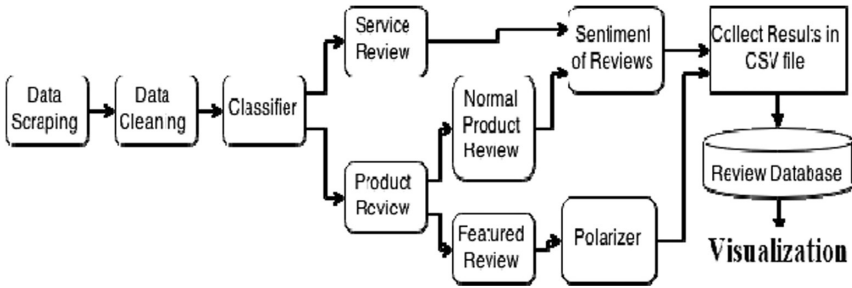 Data
Scraping
Data
Cleaning
Classifier
Service
Review
Product
Review
Normal
Product
Review
Featured
Review
Sentiment
of Reviews
Polarizer
Collect Results in
CSV file
Review Database
Visualization